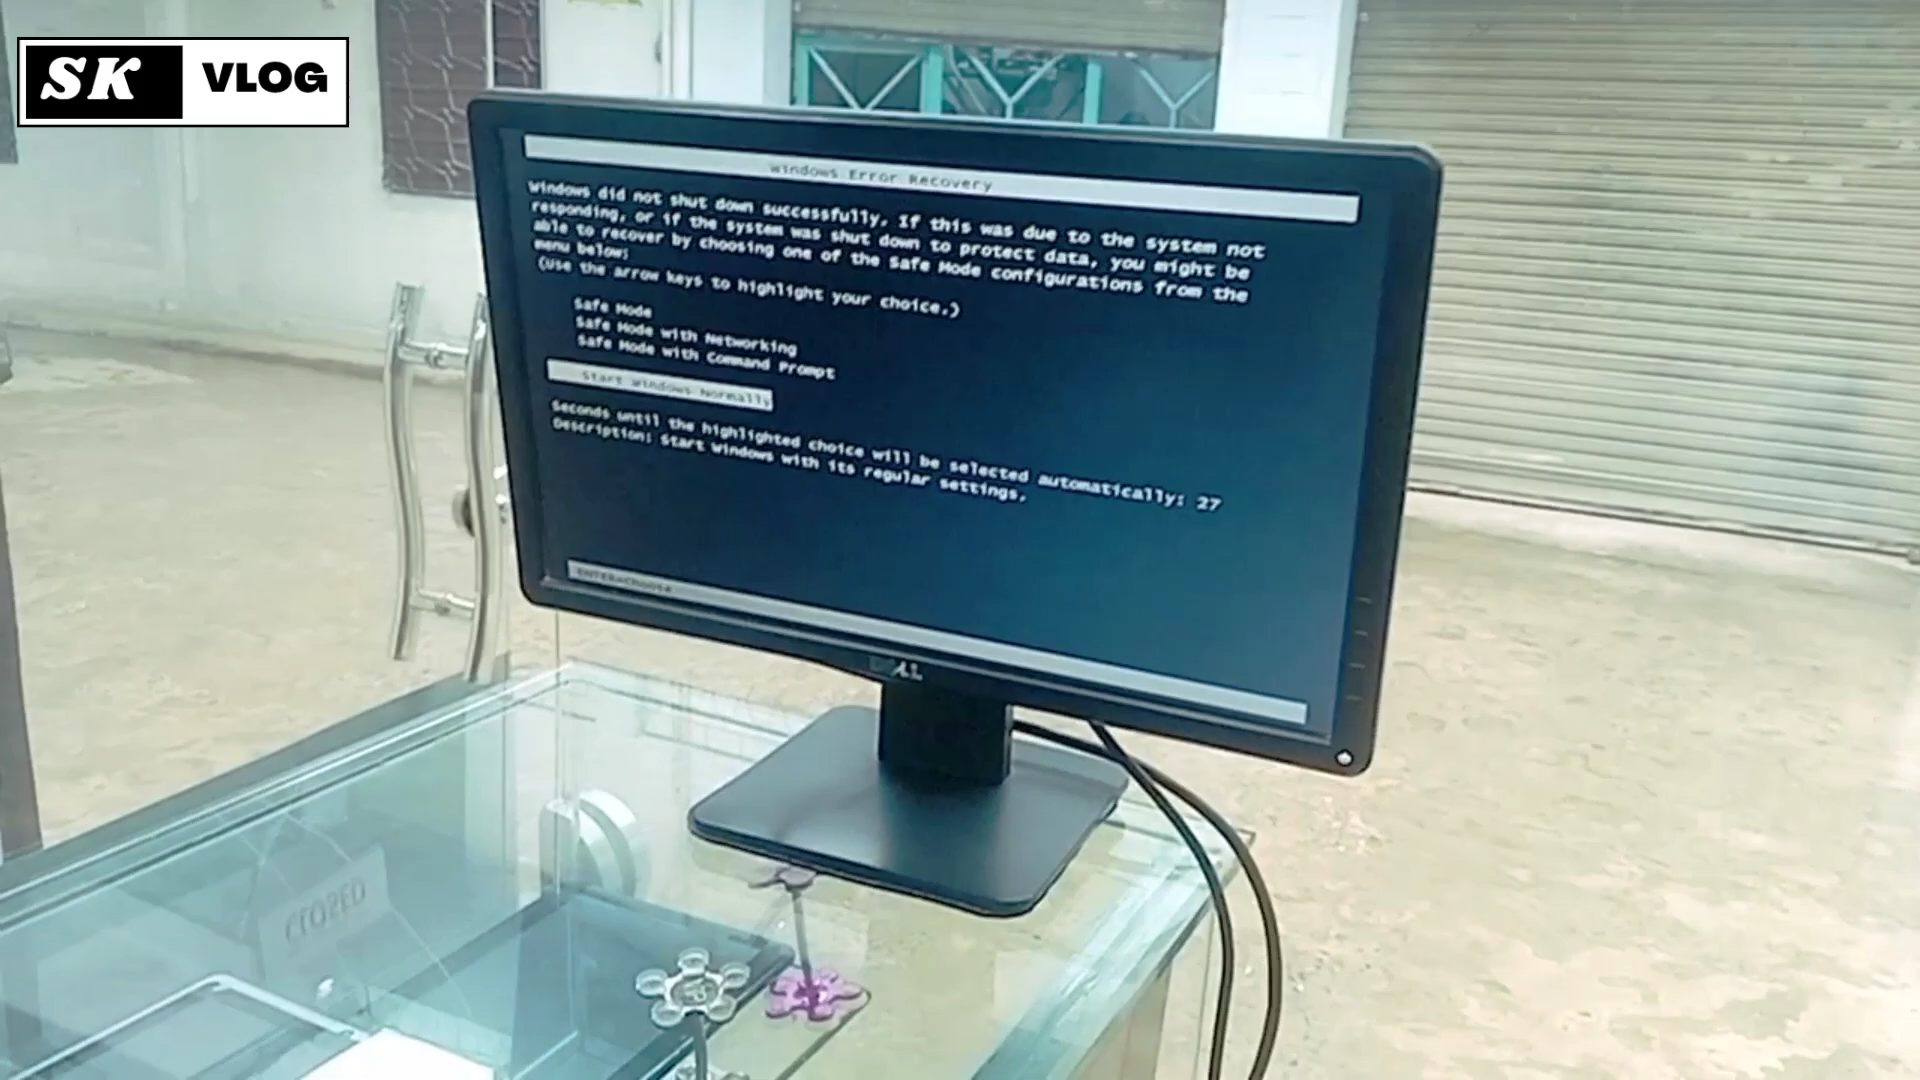 SK VLOG
Windows Error Recovery
Windows did not shut down successfully. If this was due to the system not
responding, or if the system was shut down to protect data, you might be
able to recover by choosing one of the Safe Mode configurations from the
menu below:
(Use the arrow keys to highlight your choice.)
Safe Mode
Safe Mode with Networking
Safe Mode with Command Prompt
Start Windows Normally
Seconds until the highlighted choice will be selected automatically: 27
Description: Start Windows with its regular settings.
ENTER=Choose
DELL
CLOSED